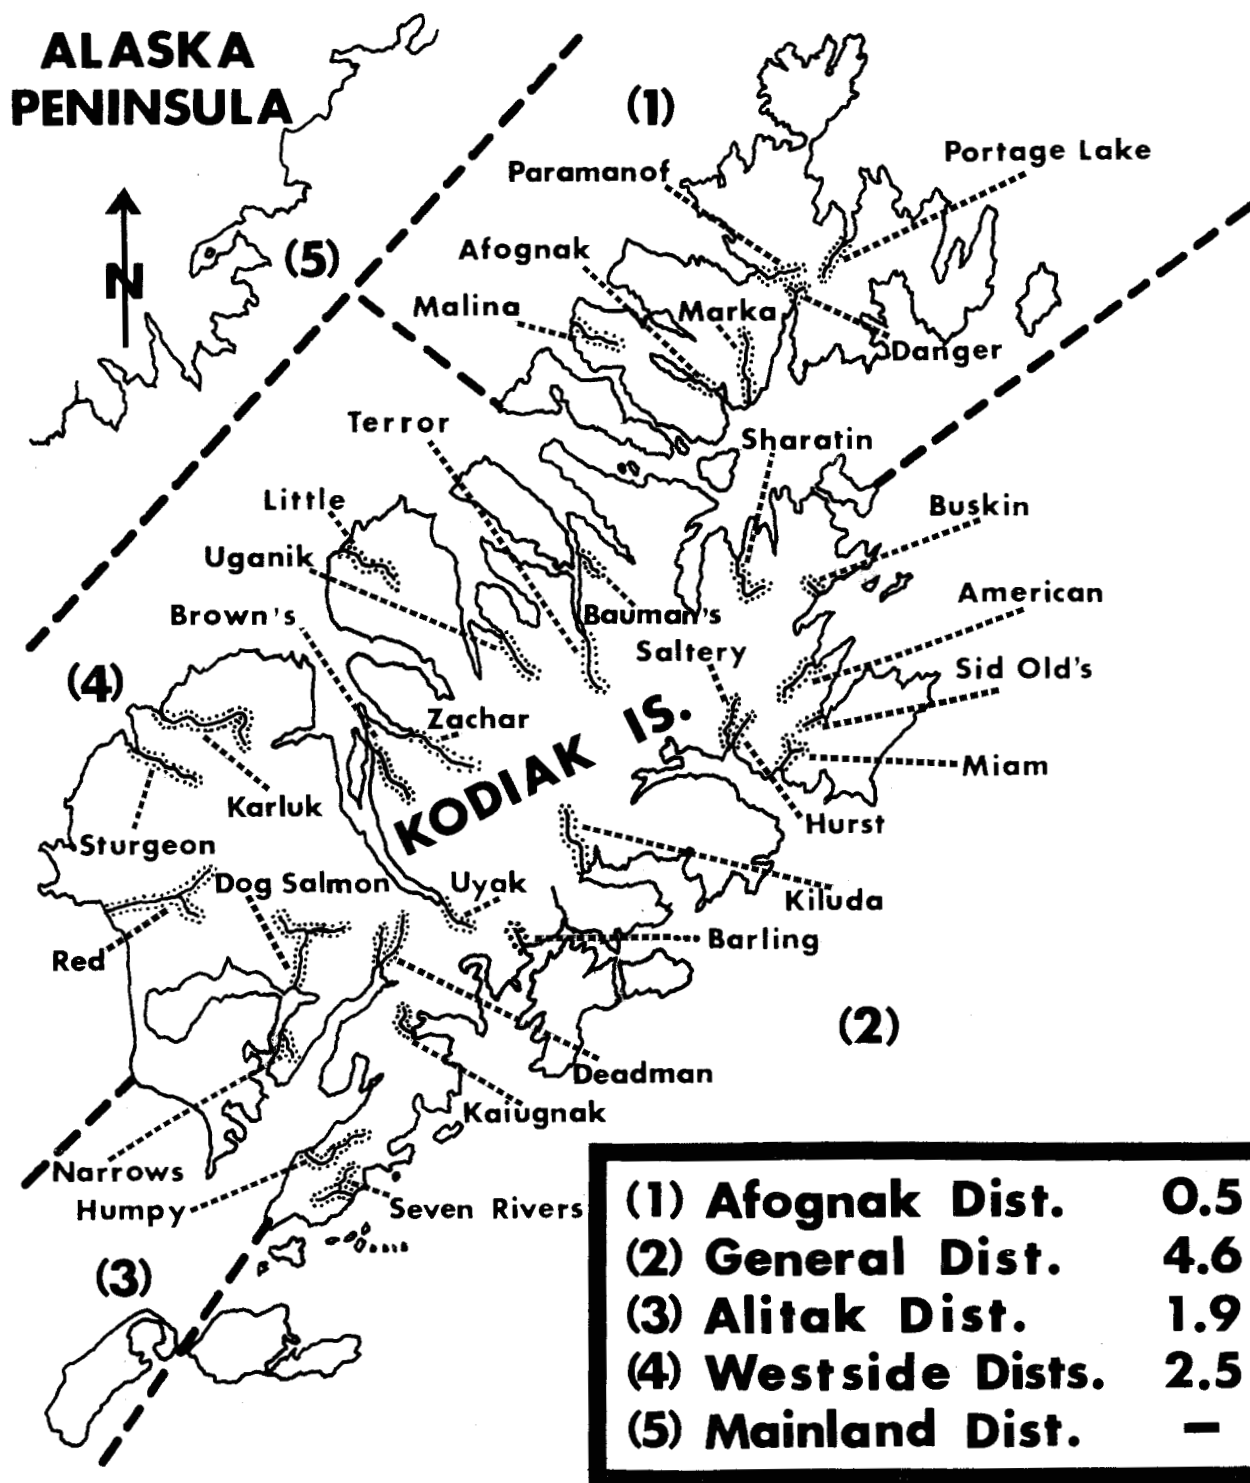 ALASKA
PENINSULA
(1)
Portage Lake
Paramanof
Afognak
(5)
N
Malina
Marka
Danger
Terror
Sharatin
Little
Buskin
Uganik
American
Brown's
Bauman's
Saltery
Sid Old's
(4)
Zachar
KODIAK IS.
Miam
Karluk
Hurst
Sturgeon
Dog Salmon
Uyak
Kiluda
Red
Barling
(2)
Deadman
Kaiugnak
Narrows
Humpy
Seven Rivers
(3)
(1) Afognak Dist. 0.5
(2) General Dist. 4.6
(3) Alitak Dist. 1.9
(4) Westside Dists. 2.5
(5) Mainland Dist. –